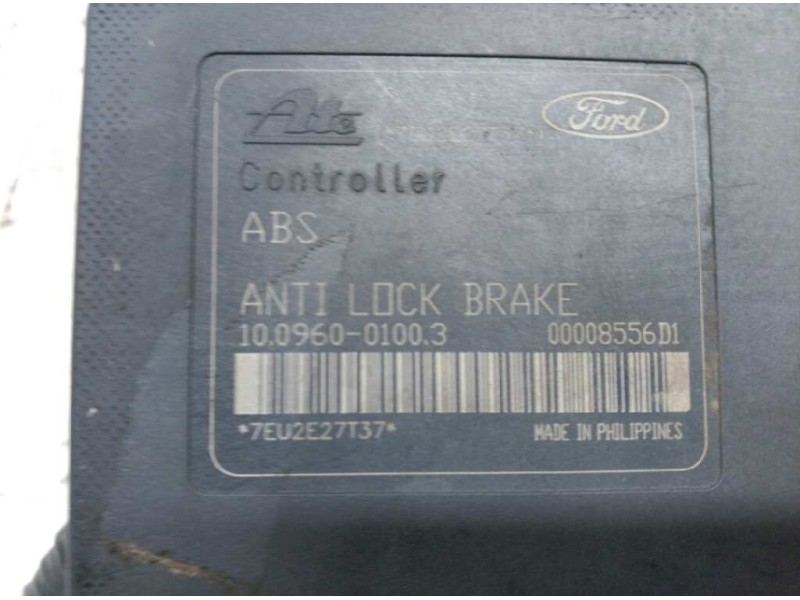 Ate Ford
Controller
ABS
ANTI LOCK BRAKE
10.0960-0100.3 00008556D1
*7EU2E27T37* MADE IN PHILIPPINES